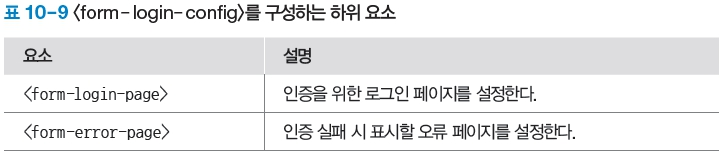 표 10-9 〈form-login-config〉를 구성하는 하위 요소
요소 설명
〈form-login-page〉 인증을 위한 로그인 페이지를 설정한다.
〈form-error-page〉 인증 실패 시 표시할 오류 페이지를 설정한다.